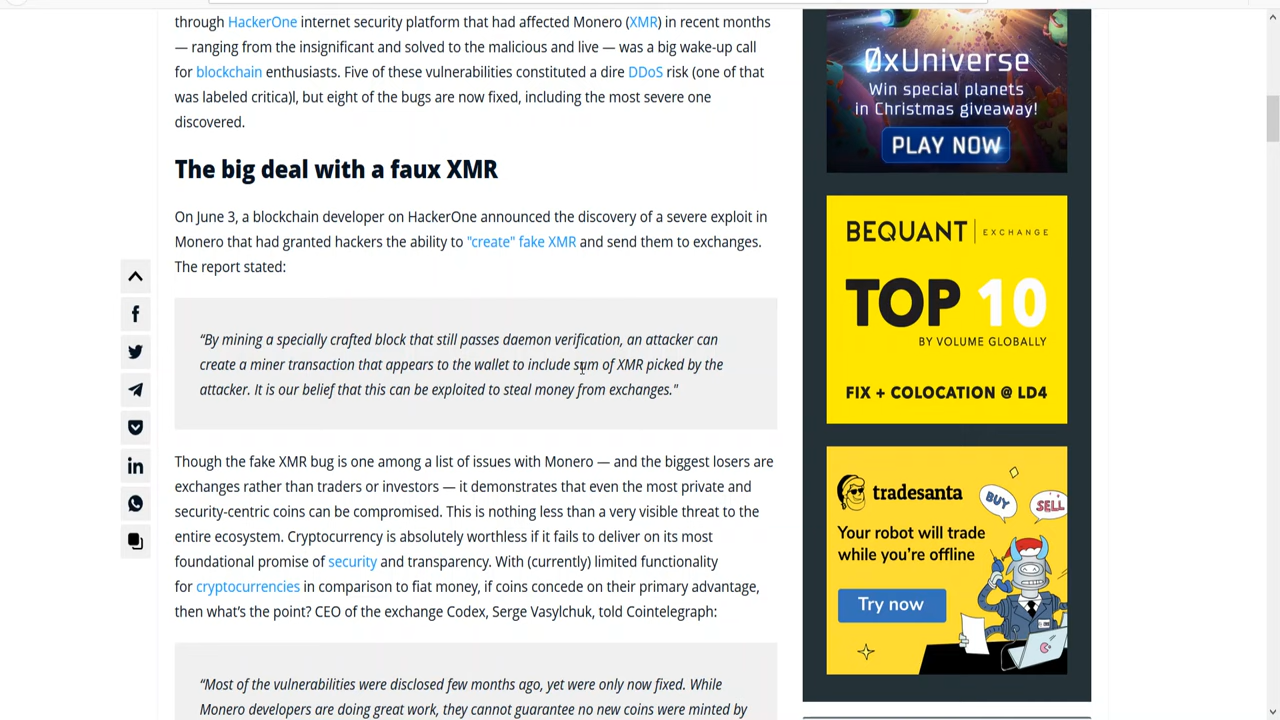 through HackerOne internet security platform that had affected Monero (XMR) in recent months
— ranging from the insignificant and solved to the malicious and live — was a big wake-up call
for blockchain enthusiasts. Five of these vulnerabilities constituted a dire DDoS risk (one of that
was labeled critica)l, but eight of the bugs are now fixed, including the most severe one
discovered.
The big deal with a faux XMR
On June 3, a blockchain developer on HackerOne announced the discovery of a severe exploit in
Monero that had granted hackers the ability to "create" fake XMR and send them to exchanges.
The report stated:
“By mining a specially crafted block that still passes daemon verification, an attacker can
create a miner transaction that appears to the wallet to include sum of XMR picked by the
attacker. It is our belief that this can be exploited to steal money from exchanges."
Though the fake XMR bug is one among a list of issues with Monero — and the biggest losers are
exchanges rather than traders or investors — it demonstrates that even the most private and
security-centric coins can be compromised. This is nothing less than a very visible threat to the
entire ecosystem. Cryptocurrency is absolutely worthless if it fails to deliver on its most
foundational promise of security and transparency. With (currently) limited functionality
for cryptocurrencies in comparison to fiat money, if coins concede on their primary advantage,
then what’s the point? CEO of the exchange Codex, Serge Vasylchuk, told Cointelegraph:
“Most of the vulnerabilities were disclosed few months ago, yet were only now fixed. While
Monero developers are doing great work, they cannot guarantee no new coins were minted by
0xUniverse
Win special planets
in Christmas giveaway!
PLAY NOW
BEQUANT | EXCHANGE
TOP 10
BY VOLUME GLOBALLY
FIX + COLOCATION @ LD4
tradesanta
BUY
SELL
Your robot will trade
while you’re offline
Try now